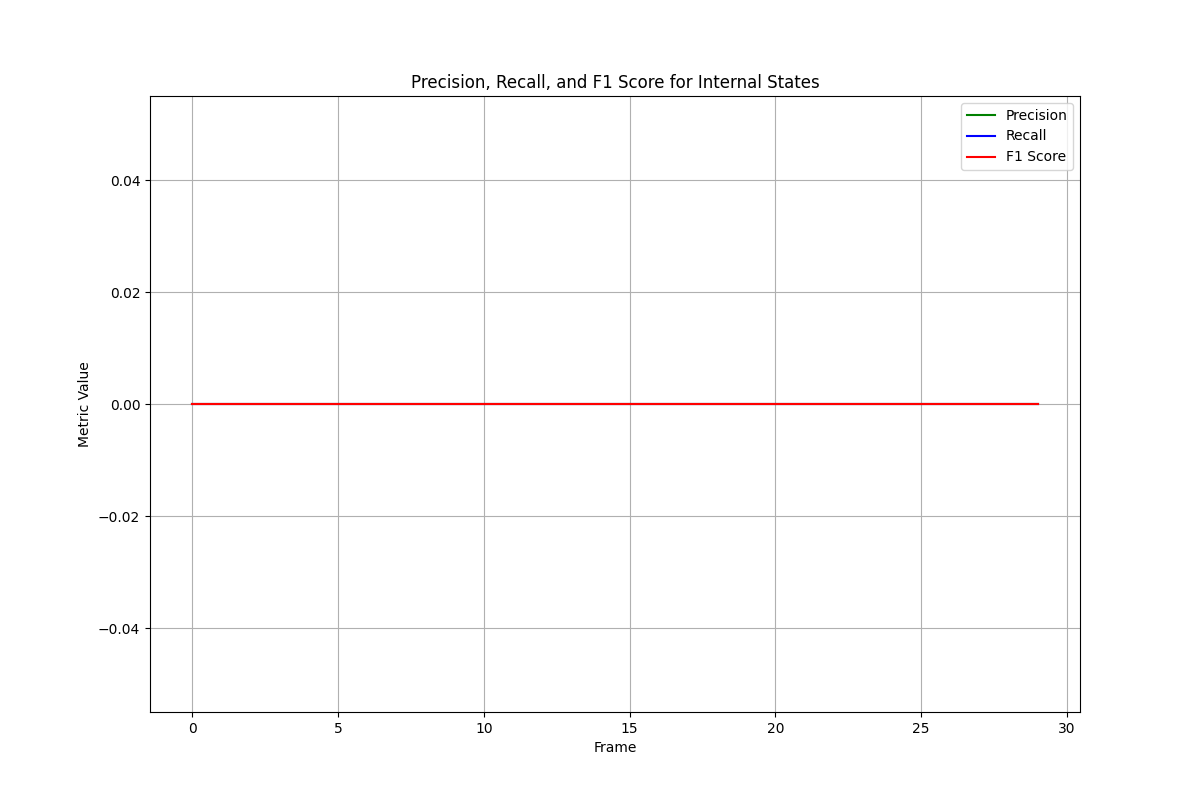 Precision, Recall, and F1 Score for Internal States
Precision
Recall
F1 Score
0.04
0.02
0.00
−0.02
−0.04
Metric Value
0 5 10 15 20 25 30
Frame